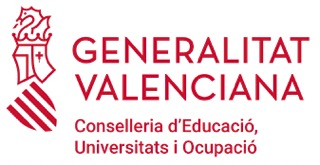 GENERALITAT
VALENCIANA
Conselleria d'Educació,
Universitats i Ocupació